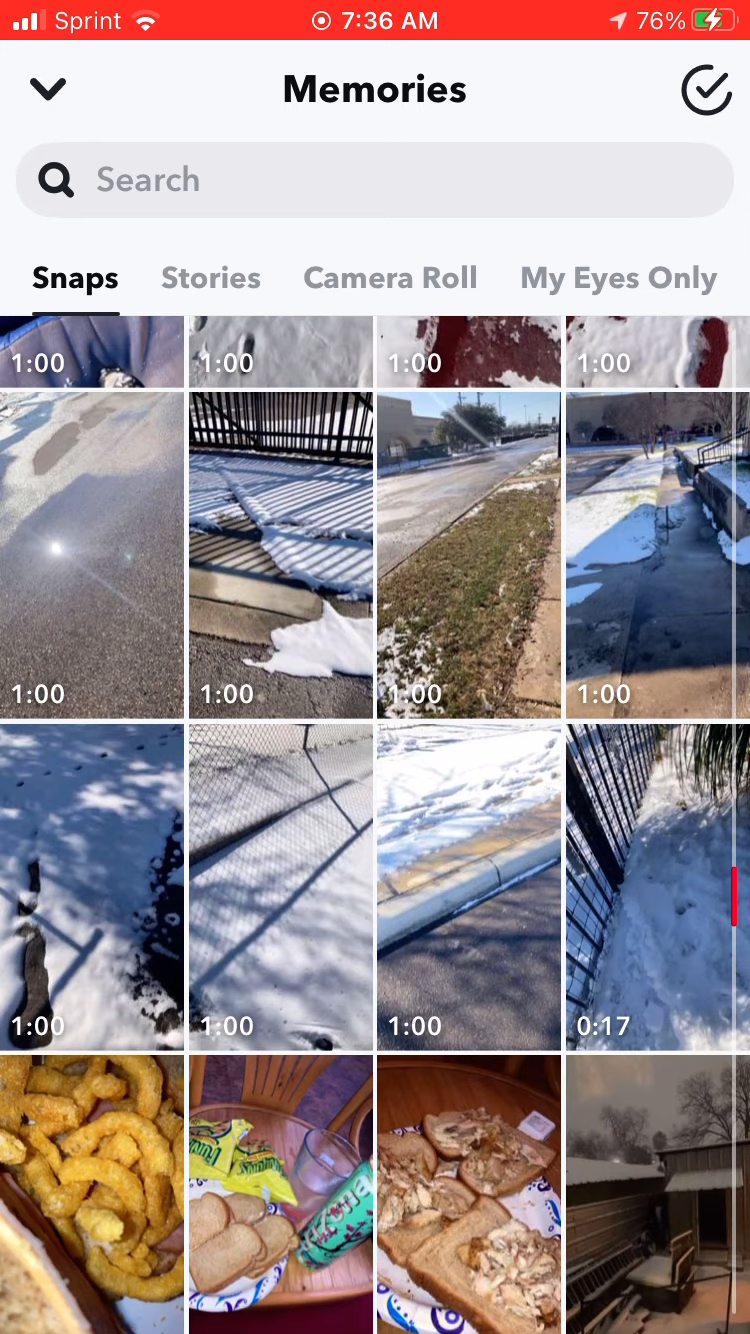 Sprint 7:36 AM 76%
Memories
Search
Snaps Stories Camera Roll My Eyes Only
1:00 1:00 1:00 1:00
1:00 1:00 1:00 1:00
1:00 1:00 1:00 0:17